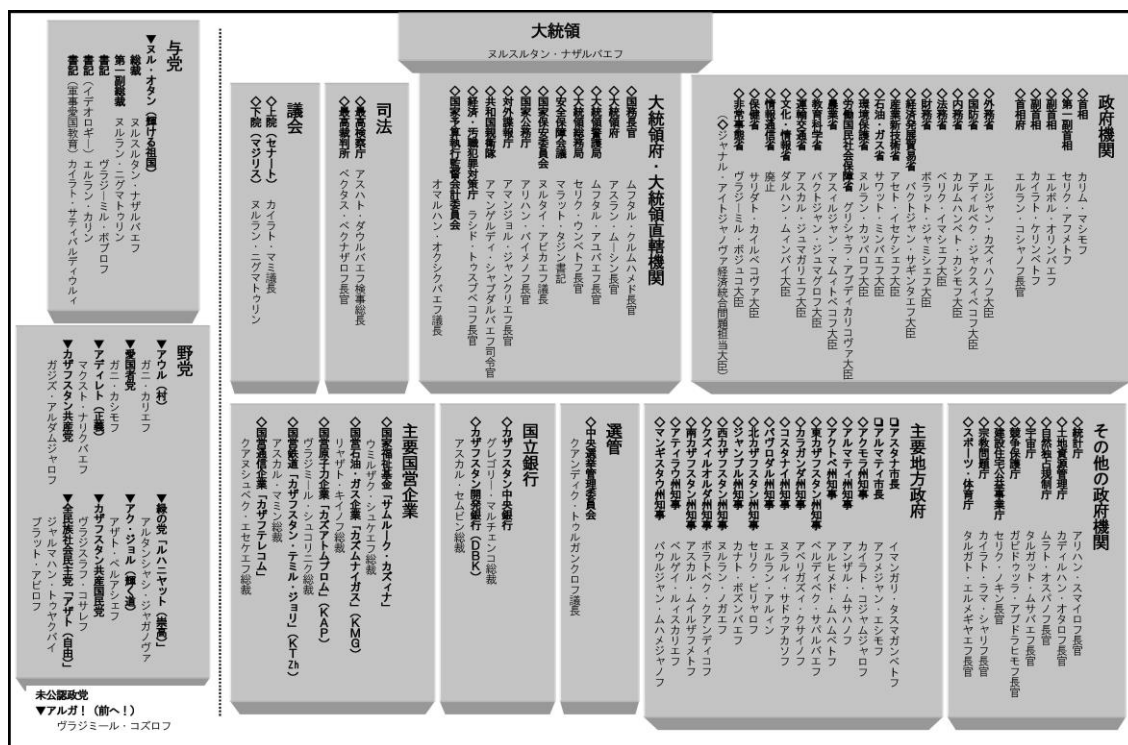 大統領
ヌルスルタン・ナザルバエフ
与党
▼ヌル・オタン（輝ける祖国）
総裁　ヌルスルタン・ナザルバエフ
第一副総裁　ヌルラン・ニグマトゥリン
書記　ヴラジーミル・ボブロフ
書記（イデオロギー）エルラン・カリン
書記（軍事愛国教育）カイラト・サティバルディウルィ
野党
▼アウル（村）
ガニ・カリエフ
▼愛国者党
ガニ・カシモフ
▼アディレト（正義）
マクスト・ナリクバエフ
▼カザフスタン共産党
ガジズ・アルダムジャロフ
▼緑の党「ルハニヤット（崇高）」
アルタンシャシ・ジャガノヴァ
▼アク・ジョル（輝く道）
アザト・ペルアシェフ
▼カザフスタン共産国民党
ヴラジスラフ・コサレフ
▼全民族社会民主党「アザト（自由）」
ジャルマハン・トゥヤクバイ
ブラット・アビロフ
未公認政党
▼アルガ！（前へ！）
ヴラジミール・コズロフ
議会
◇上院（セナート）　カイラト・マミ議長
◇下院（マジリス）　ヌルラン・ニグマトゥリン
司法
◇最高検察庁　アスハト・ダウルバエフ検事総長
◇最高裁判所　ベクタス・ベクナザロフ長官
大統領府・大統領直轄機関
◇国務長官　ムフタル・クルムハメド長官
◇大統領府　アスラン・ムーシン長官
◇大統領警護局　ムフタル・アユバエフ長官
◇大統領総務局　セリク・ウンベトフ長官
◇安全保障会議　マラット・タジン書記
◇国家保安委員会　ヌルタイ・アビカエフ議長
◇国家公務庁　アリハン・バイメノフ長官
◇対外諜報庁　アマンジョル・ジャンクリエフ長官
◇共和国親衛隊　アマンゲルディ・シャブダルバエフ司令官
◇経済・汚職犯罪対策庁　ラシド・トゥスプベコフ長官
◇国家予算執行監督会計委員会
オマルハン・オクシクバエフ議長
政府機関
◇首相　カリム・マシモフ
◇第一副首相　セリク・アフメトフ
◇副首相　エルボル・オリンバエフ
◇副首相　カイラト・ケリンベトフ
◇首相府　エルラン・コシャノフ長官
◇外務省　エルジャン・カズィハノフ大臣
◇国防省　アディルベク・ジャクスィベコフ大臣
◇内務省　カルムハンベト・カシモフ大臣
◇法務省　ベリク・イマシェフ大臣
◇財務省　ボラット・ジャミシェフ大臣
◇経済発展貿易省　バクトジャン・サギンタエフ大臣
◇産業新技術省　アセト・イセケシェフ大臣
◇石油・ガス省　サウワット・ミンバエフ大臣
◇環境保護省　ヌルラン・カッパロフ大臣
◇労働国民社会保障省　グリシャラ・アブディカリコヴァ大臣
◇農業省　アスィルジャン・マムィトベコフ大臣
◇教育科学省　バクトジャン・ジュマグロフ大臣
◇運輸交通省　アスカル・ジュマガリエフ大臣
◇文化・情報省　ダルハン・ムィンバイ大臣
◇情報通信省　廃止
◇保健省　サリダト・カイルベコヴァ大臣
◇非常事態省　ヴラジーミル・ボジュコ大臣
（◇ジャナル・アイトジャノヴァ経済統合問題担当大臣）
主要国営企業
◇国家福祉基金「サムルーク・カズィナ」
ウミルザク・シュケエフ総裁
◇国営石油・ガス企業「カズムナイガス」（KMG）
リャザト・キイノフ総裁
◇国営原子力企業「カズアトムプロム」（KAP）
ヴラジミール・シュコリニク総裁
◇国営鉄道「カザフスタン・テミル・ジョリ」（KTZh）
アスカル・マミン総裁
◇国営通信企業「カザフテレコム」
クアヌシュベク・エセケエフ総裁
国立銀行
◇カザフスタン中央銀行
グレゴリー・マルチェンコ総裁
◇カザフスタン開発銀行（DBK）
アスカル・セムビン総裁
選管
◇中央選挙管理委員会
クアンディク・トゥルガンクロフ議長
主要地方政府
□アスタナ市長　イマンガリ・タスマガンベトフ
□アルマティ市長　アフメジャン・エシモフ
◇アクモラ州知事　カイラト・コジャムジャロフ
◇アルマティ州知事　アンザル・ムサハノフ
◇アクトベ州知事　アルヒメド・ムハムベトフ
◇東カザフスタン州知事　ベルディベク・サパルバエフ
◇カラガンダ州知事　アベリガズィ・クサイノフ
◇コスタナイ州知事　ヌラルィ・サドゥアカソフ
◇パヴロダル州知事　エルラン・アルィン
◇北カザフスタン州知事　セリク・ビリャロフ
◇ジャンブル州知事　カナト・ボズンバエフ
◇西カザフスタン州知事　ヌルラン・ノガエフ
◇クズィルオルダ州知事　ボラトベク・クアンディコフ
◇南カザフスタン州知事　アスカル・ムィルザフメトフ
◇アティラウ州知事　ベルゲイ・ルィスカリエフ
◇マンギスタウ州知事　バウルジャン・ムハメジャノフ
その他の政府機関
◇統計庁　アリハン・スマイロフ長官
◇土地資源管理庁　カディルハン・オタロフ長官
◇自然独占規制庁　ムラト・オスパノフ長官
◇宇宙庁　タルガット・ムサバエフ長官
◇競争保護庁　ガビドゥッラ・アブドラヒモフ長官
◇建設住宅公共事業庁　セリク・ノキン長官
◇宗教問題庁　カイラト・ラマ・シャリフ長官
◇スポーツ・体育庁　タルガト・エルメギヤエフ長官